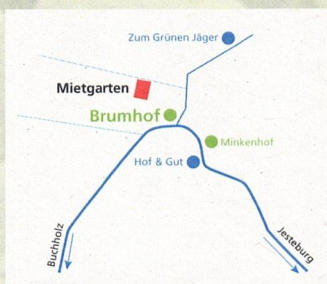 Zum Grünen Jäger
Mietgarten
Brumhof
Minkenhof
Hof & Gut
Buchholz
Jesteburg